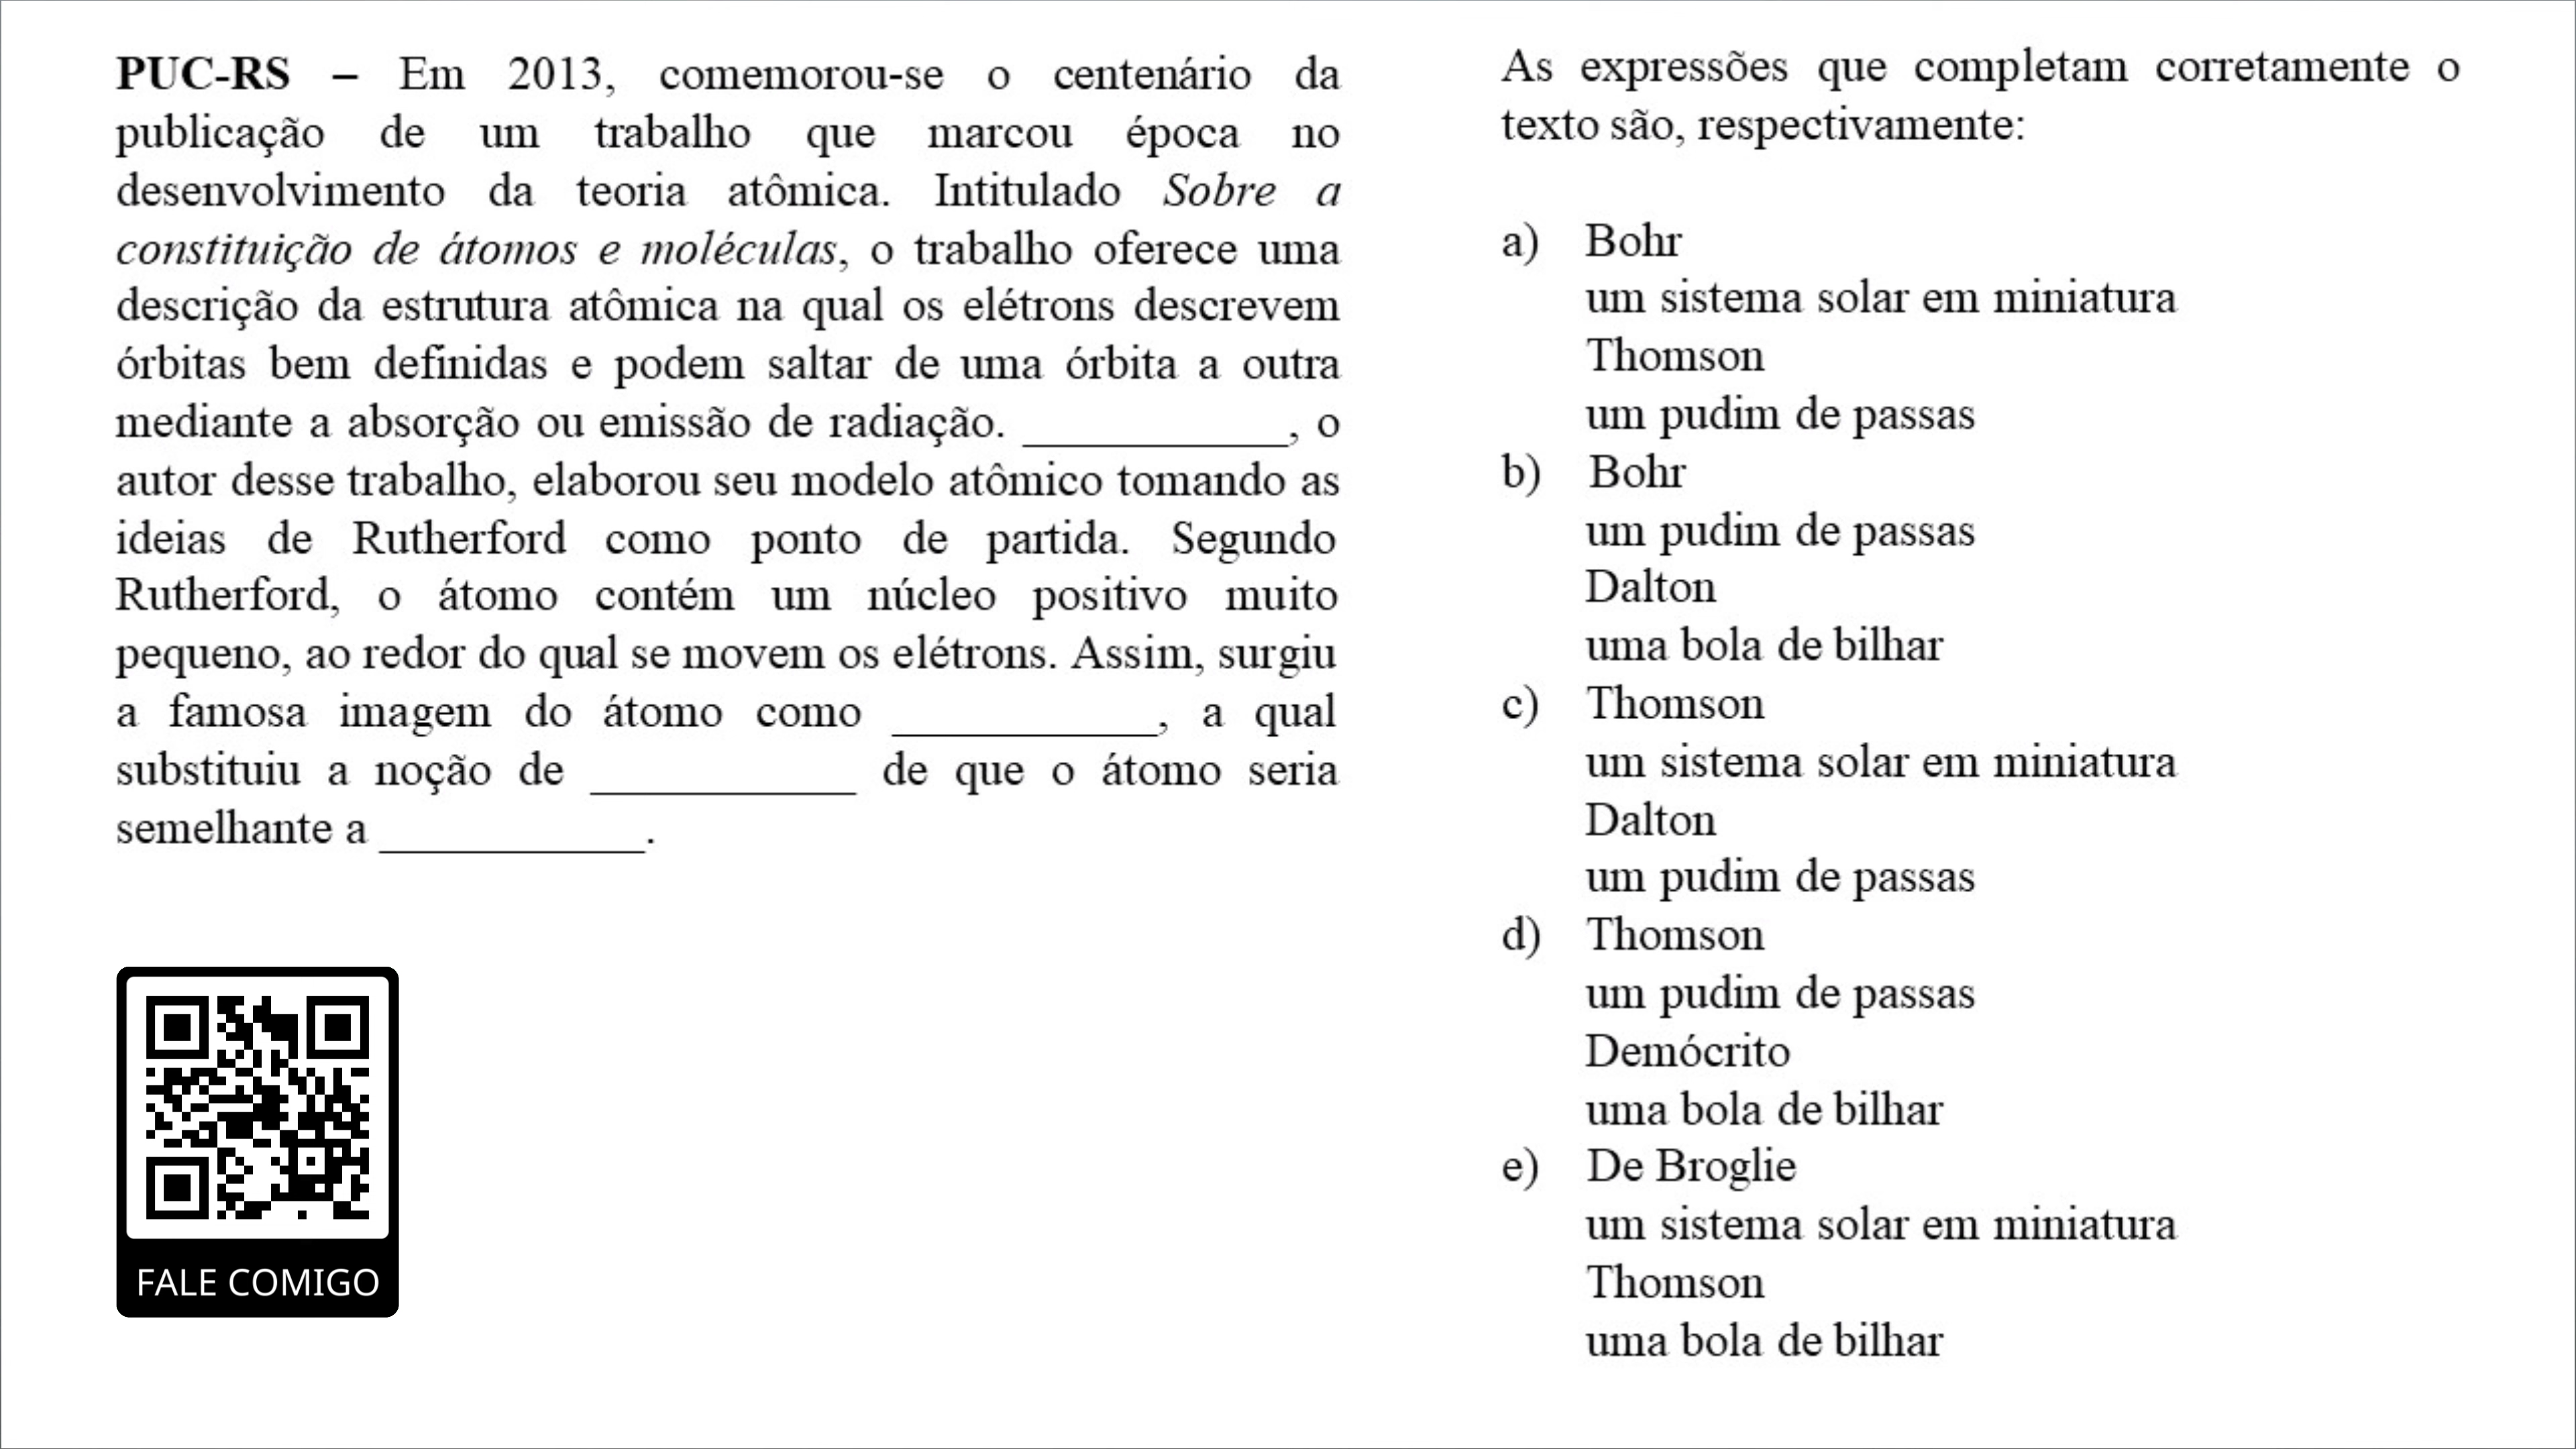 PUC-RS – Em 2013, comemorou-se o centenário da
publicação de um trabalho que marcou época no
desenvolvimento da teoria atômica. Intitulado Sobre a
constituição de átomos e moléculas, o trabalho oferece uma
descrição da estrutura atômica na qual os elétrons descrevem
órbitas bem definidas e podem saltar de uma órbita a outra
mediante a absorção ou emissão de radiação. ___________, o
autor desse trabalho, elaborou seu modelo atômico tomando as
ideias de Rutherford como ponto de partida. Segundo
Rutherford, o átomo contém um núcleo positivo muito
pequeno, ao redor do qual se movem os elétrons. Assim, surgiu
a famosa imagem do átomo como ___________, a qual
substituiu a noção de ___________ de que o átomo seria
semelhante a ___________.
FALE COMIGO
As expressões que completam corretamente o
texto são, respectivamente:
a) Bohr
um sistema solar em miniatura
Thomson
um pudim de passas
b) Bohr
um pudim de passas
Dalton
uma bola de bilhar
c) Thomson
um sistema solar em miniatura
Dalton
um pudim de passas
d) Thomson
um pudim de passas
Demócrito
uma bola de bilhar
e) De Broglie
um sistema solar em miniatura
Thomson
uma bola de bilhar